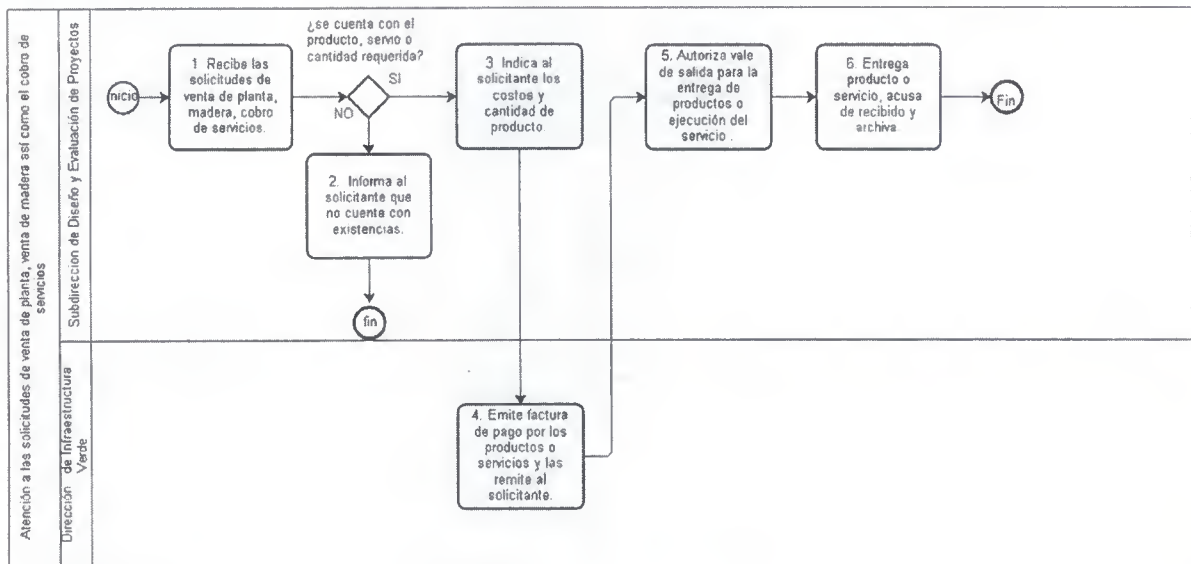 Atención a las solicitudes de venta de planta, venta de madera así como el cobro de
servicios
Subdireccion de Diseño y Evaluación de Proyectos
Inicio
1 Recibe las
solicitudes de
venta de planta,
madera, cobro
de servicios.
¿se cuenta con el
producto, servio o
cantidad requerida?
SI
NO
2. Informa al
solicitante que
no cuenta con
existencias.
fin
3 Indica al
solicitante los
costos y
cantidad de
producto.
5. Autoriza vale
de salida para la
entrega de
productos o
ejecución del
servicio .
6. Entrega
producto o
servicio, acusa
de recibido y
archiva.
Fin
Dirección de Infraestructura
Verde
4. Emite factura
de pago por los
productos o
servicios y las
remite al
solicitante.